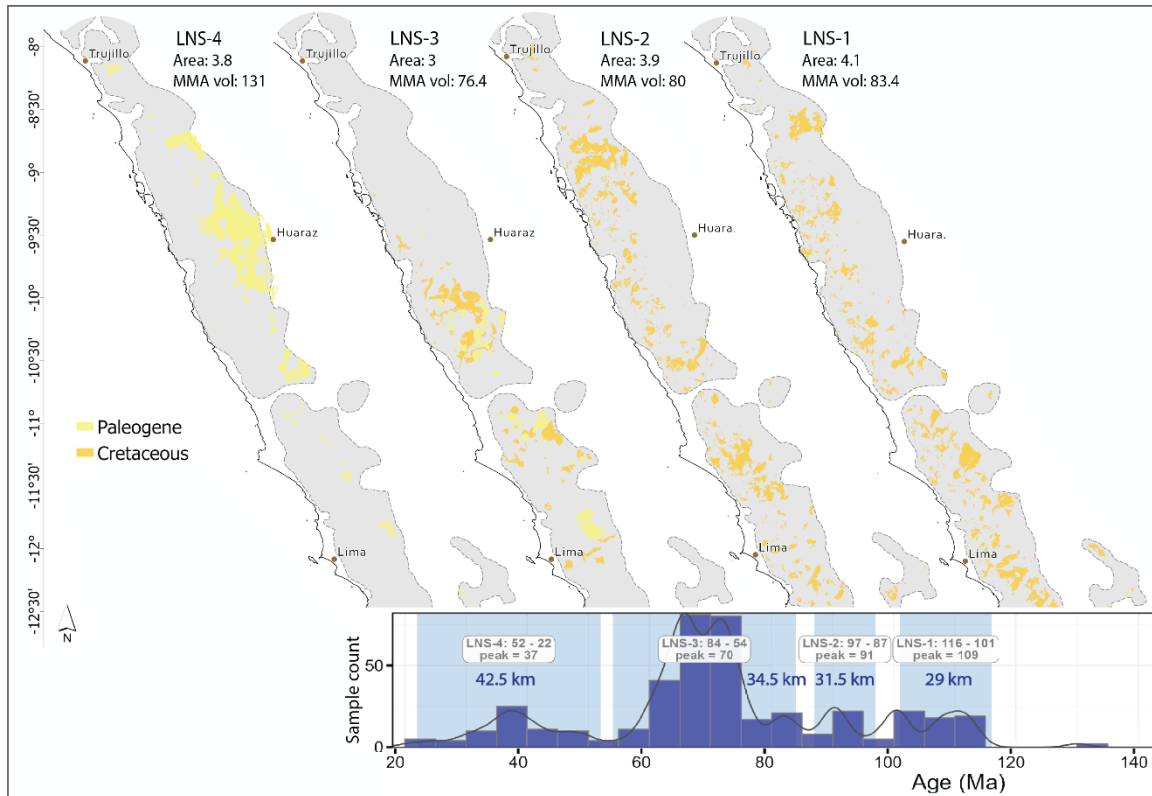 LNS-4
Area: 3.8
MMA vol: 131
LNS-3
Area: 3
MMA vol: 76.4
LNS-2
Area: 3.9
MMA vol: 80
LNS-1
Area: 4.1
MMA vol: 83.4
Trujillo
Trujillo
Trujillo
Trujillo
-8°
-8°30'
-9°
-9°30'
-10°
-10°30'
-11°
-11°30'
-12°
-12°30'
Huaraz
Huaraz
Huara.
Huara.
Paleogene
Cretaceous
Lima
Lima
Lima
Lima
N
LNS-4: 52 - 22
peak = 37
42.5 km
LNS-3: 84 - 54
peak = 70
34.5 km
LNS-2: 97 - 87
peak = 91
31.5 km
LNS-1: 116 - 101
peak = 109
29 km
Sample count
50
0
20
40
60
80
100
120
140
Age (Ma)